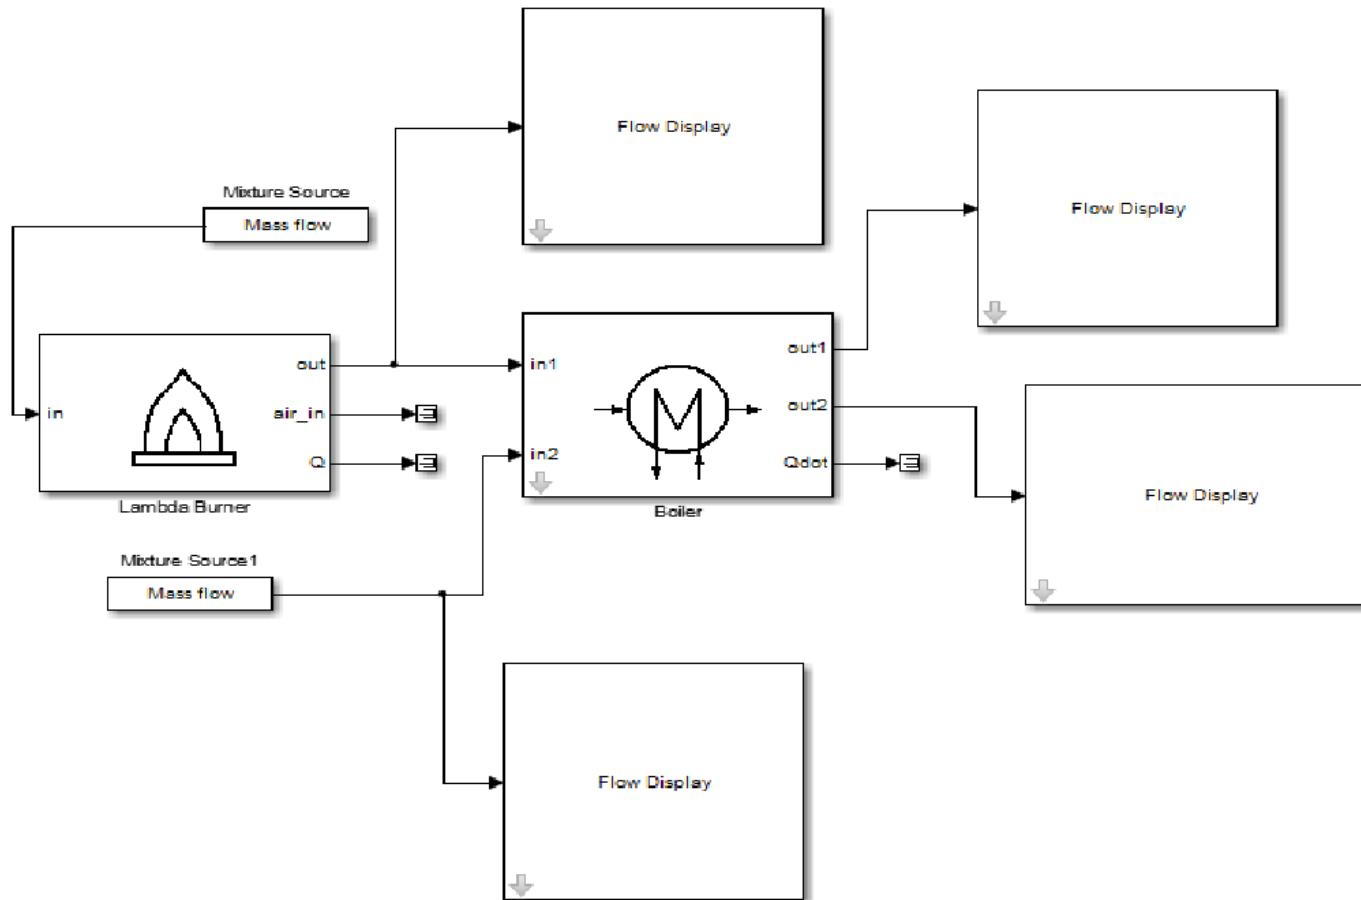 Flow Display
Flow Display
Mixture Source
Mass flow
out
in
air_in
Q
Lambda Burner
in1
in2
out1
out2
Qdot
Boiler
Flow Display
Mixture Source1
Mass flow
Flow Display